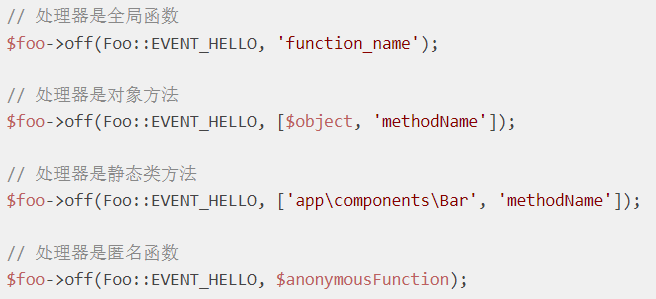 // 处理器是全局函数
$foo->off(Foo::EVENT_HELLO, 'function_name');
// 处理器是对象方法
$foo->off(Foo::EVENT_HELLO, [$object, 'methodName']);
// 处理器是静态类方法
$foo->off(Foo::EVENT_HELLO, ['app\components\Bar', 'methodName']);
// 处理器是匿名函数
$foo->off(Foo::EVENT_HELLO, $anonymousFunction);